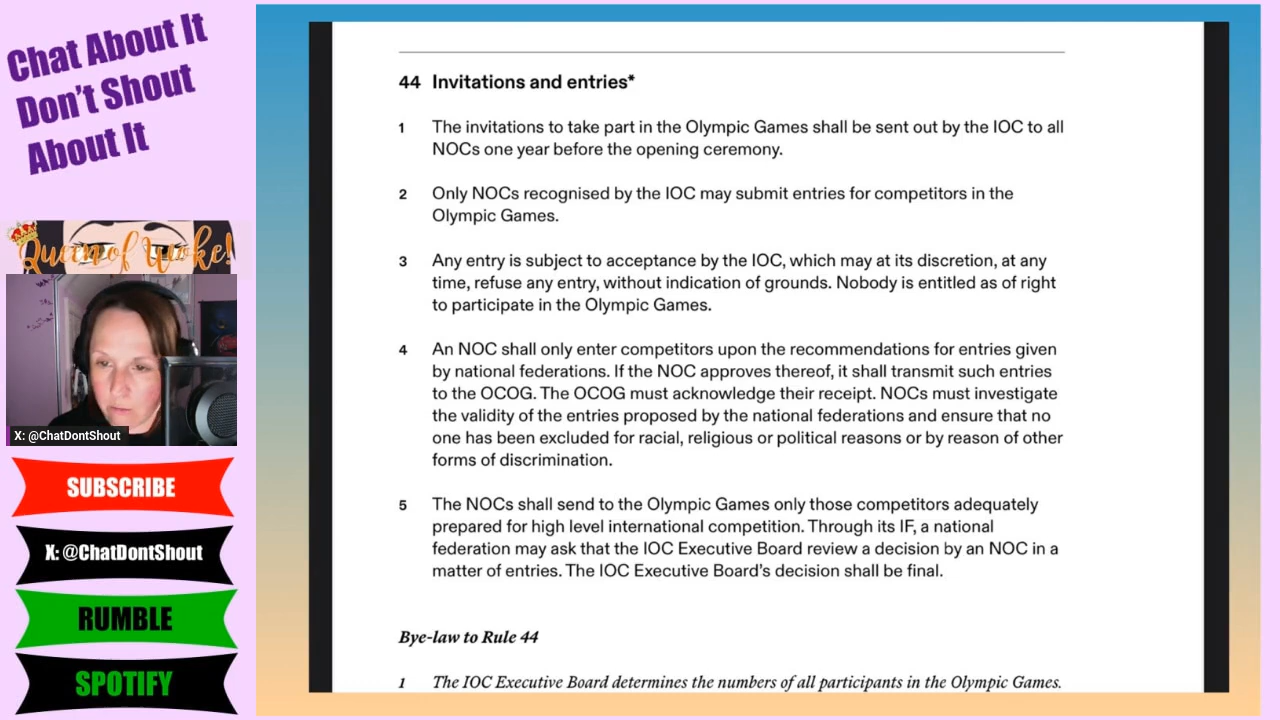 Chat About It
Don't Shout
About It
Queen of Woke!
X: @ChatDontShout
SUBSCRIBE
X: @ChatDontShout
RUMBLE
SPOTIFY
44 Invitations and entries*
1 The invitations to take part in the Olympic Games shall be sent out by the IOC to all
NOCs one year before the opening ceremony.
2 Only NOCs recognised by the IOC may submit entries for competitors in the
Olympic Games.
3 Any entry is subject to acceptance by the IOC, which may at its discretion, at any
time, refuse any entry, without indication of grounds. Nobody is entitled as of right
to participate in the Olympic Games.
4 An NOC shall only enter competitors upon the recommendations for entries given
by national federations. If the NOC approves thereof, it shall transmit such entries
to the OCOG. The OCOG must acknowledge their receipt. NOCs must investigate
the validity of the entries proposed by the national federations and ensure that no
one has been excluded for racial, religious or political reasons or by reason of other
forms of discrimination.
5 The NOCs shall send to the Olympic Games only those competitors adequately
prepared for high level international competition. Through its IF, a national
federation may ask that the IOC Executive Board review a decision by an NOC in a
matter of entries. The IOC Executive Board's decision shall be final.
Bye-law to Rule 44
1 The IOC Executive Board determines the numbers of all participants in the Olympic Games.